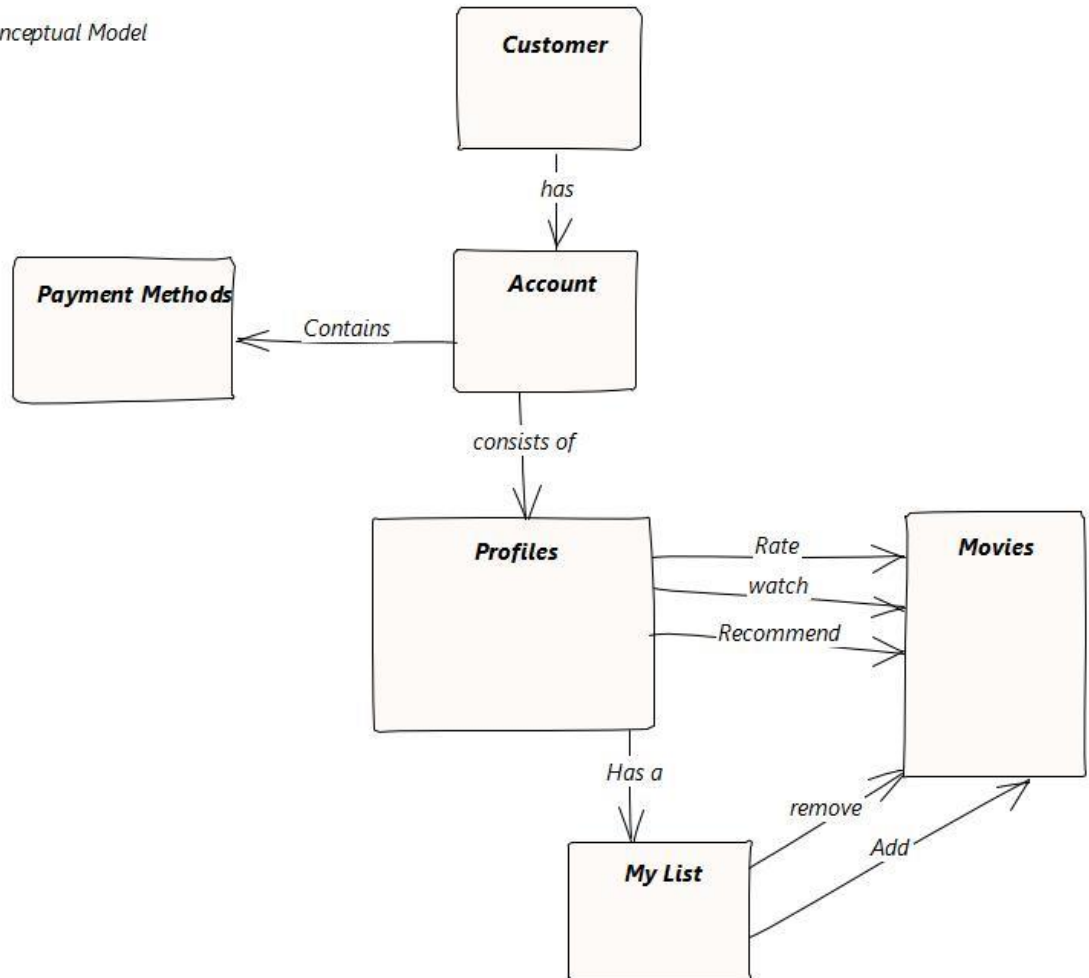 nceptual Model
Customer
has
Account
Payment Methods
Contains
consists of
Profiles
Movies
Rate
watch
Recommend
Has a
remove
Add
My List